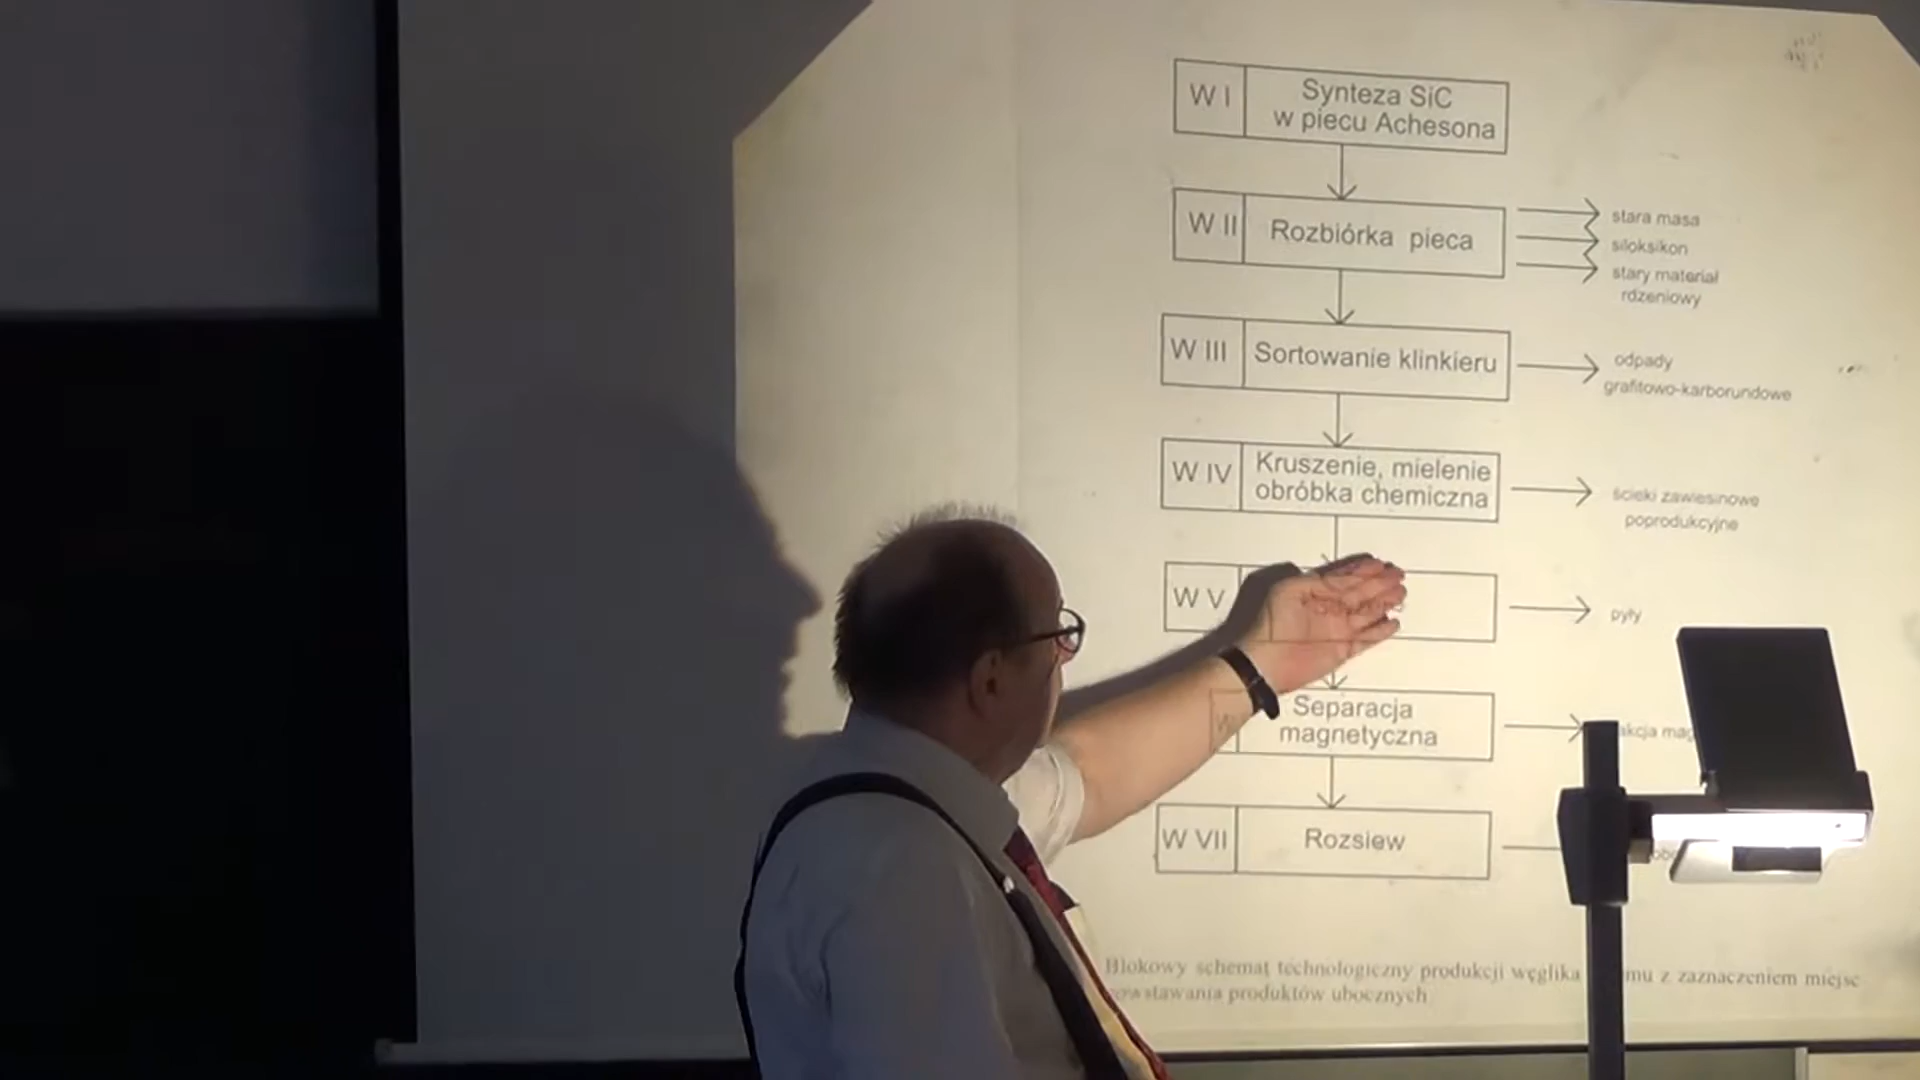 W I
Synteza SiC
w piecu Achesona
W II
Rozbiórka pieca
stara masa
siloksikon
stary materiał
rdzeniowy
W III
Sortowanie klinkieru
odpady
grafitowo-karborundowe
W IV
Kruszenie, mielenie
obróbka chemiczna
ścieki zawiesinowe
poprodukcyjne
W V
pyły
Separacja
magnetyczna
W VII
Rozsiew
Blokowy schemat technologiczny produkcji węglika z zaznaczeniem miejsc
powstawania produktów ubocznych